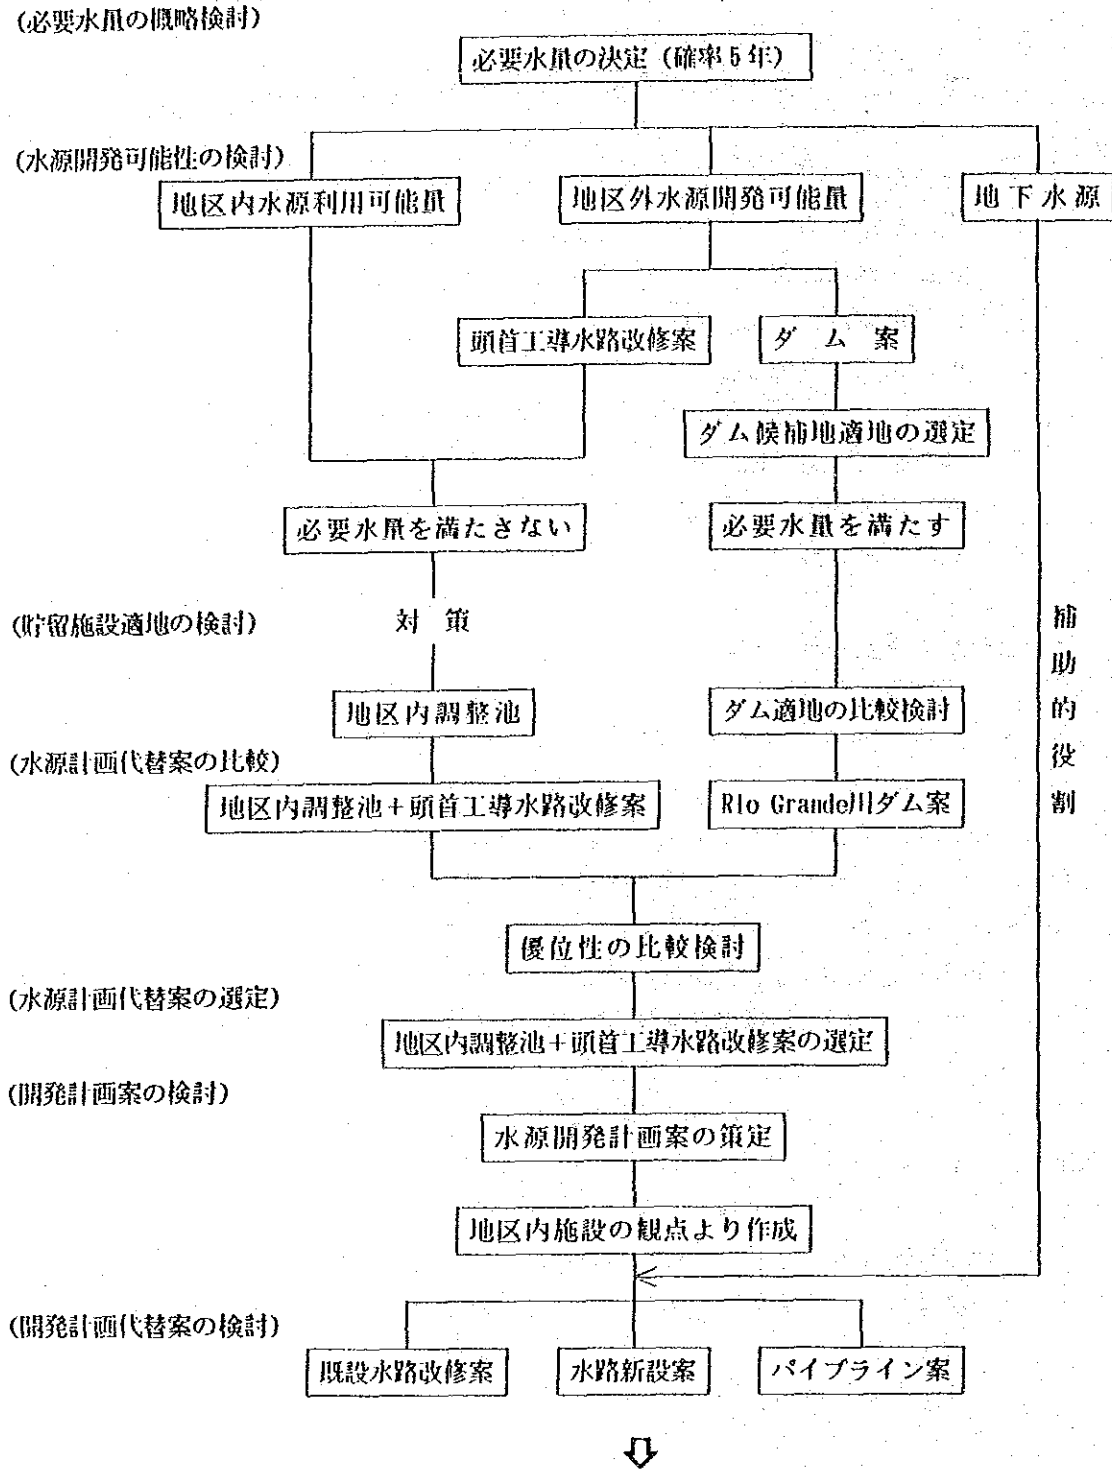 (必要水量の概略検討)
必要水量の決定（確率5年）
(水源開発可能性の検討)
地区内水源利用可能量
地区外水源開発可能量
地下水源
頭首工導水路改修案
ダム案
ダム候補地適地の選定
必要水量を満たさない
必要水量を満たす
(貯留施設適地の検討)
対策
補助的役割
地区内調整池
ダム適地の比較検討
(水源計画代替案の比較)
地区内調整池＋頭首工導水路改修案
Rio Grande川ダム案
優位性の比較検討
(水源計画代替案の選定)
地区内調整池＋頭首工導水路改修案の選定
(開発計画案の検討)
水源開発計画案の策定
地区内施設の観点より作成
(開発計画代替案の検討)
既設水路改修案
水路新設案
パイプライン案